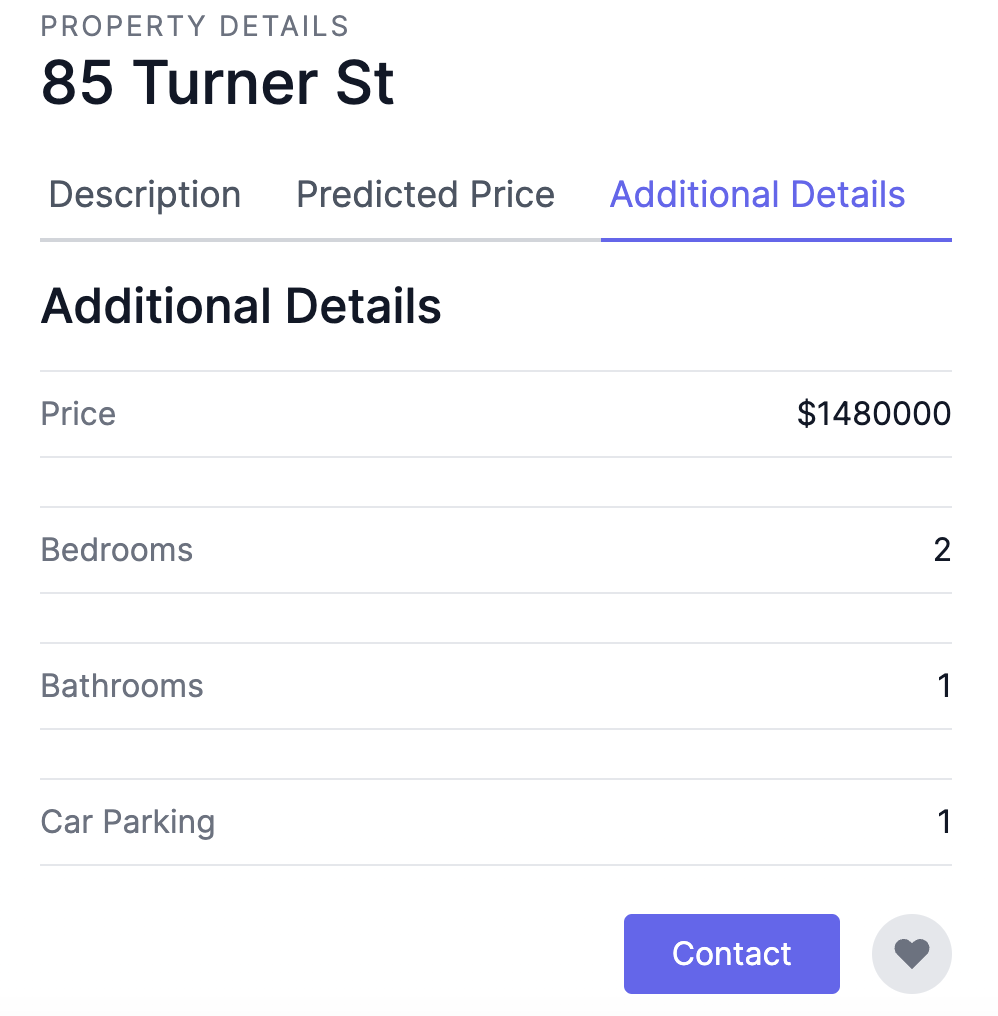 PROPERTY DETAILS
85 Turner St
Description Predicted Price Additional Details
Additional Details
Price $1480000
Bedrooms 2
Bathrooms 1
Car Parking 1
Contact